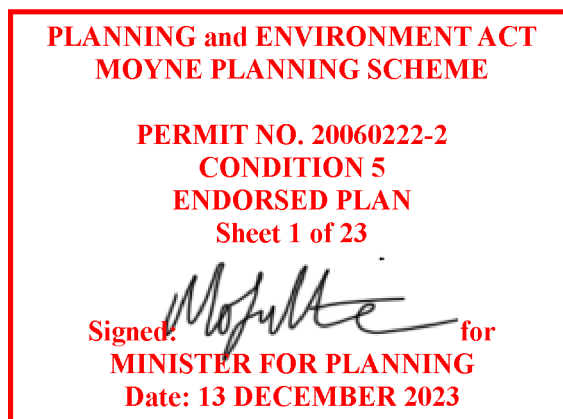 PLANNING and ENVIRONMENT ACT
MOYNE PLANNING SCHEME
PERMIT NO. 20060222-2
CONDITION 5
ENDORSED PLAN
Sheet 1 of 23
Signed: for
MINISTER FOR PLANNING
Date: 13 DECEMBER 2023